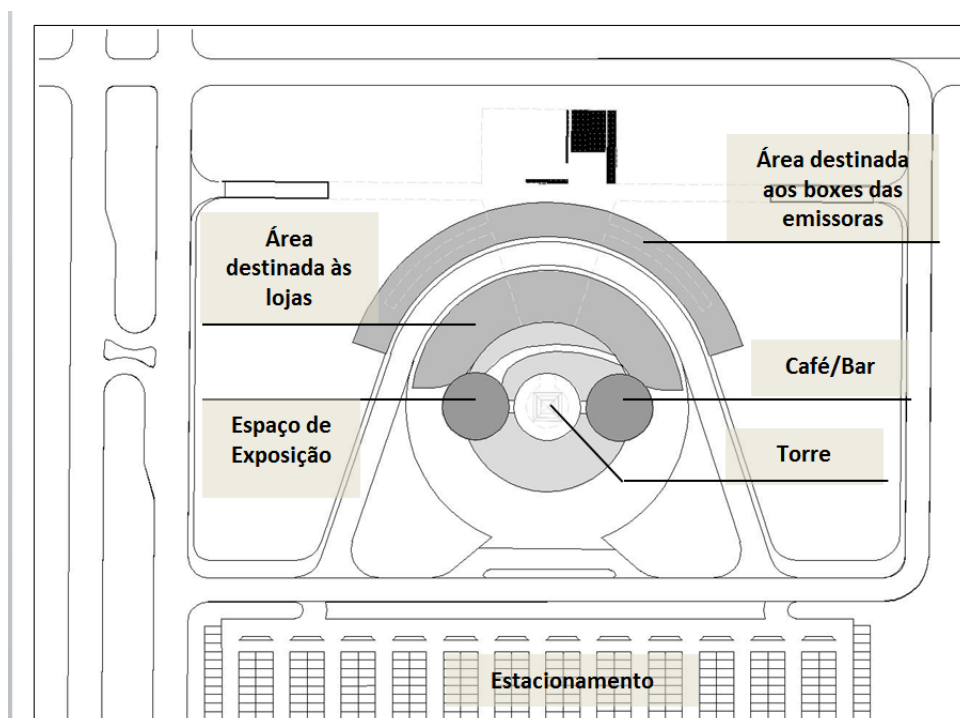 Área destinada
aos boxes das
emissoras
Área
destinada às
lojas
Café/Bar
Espaço de
Exposição
Torre
Estacionamento